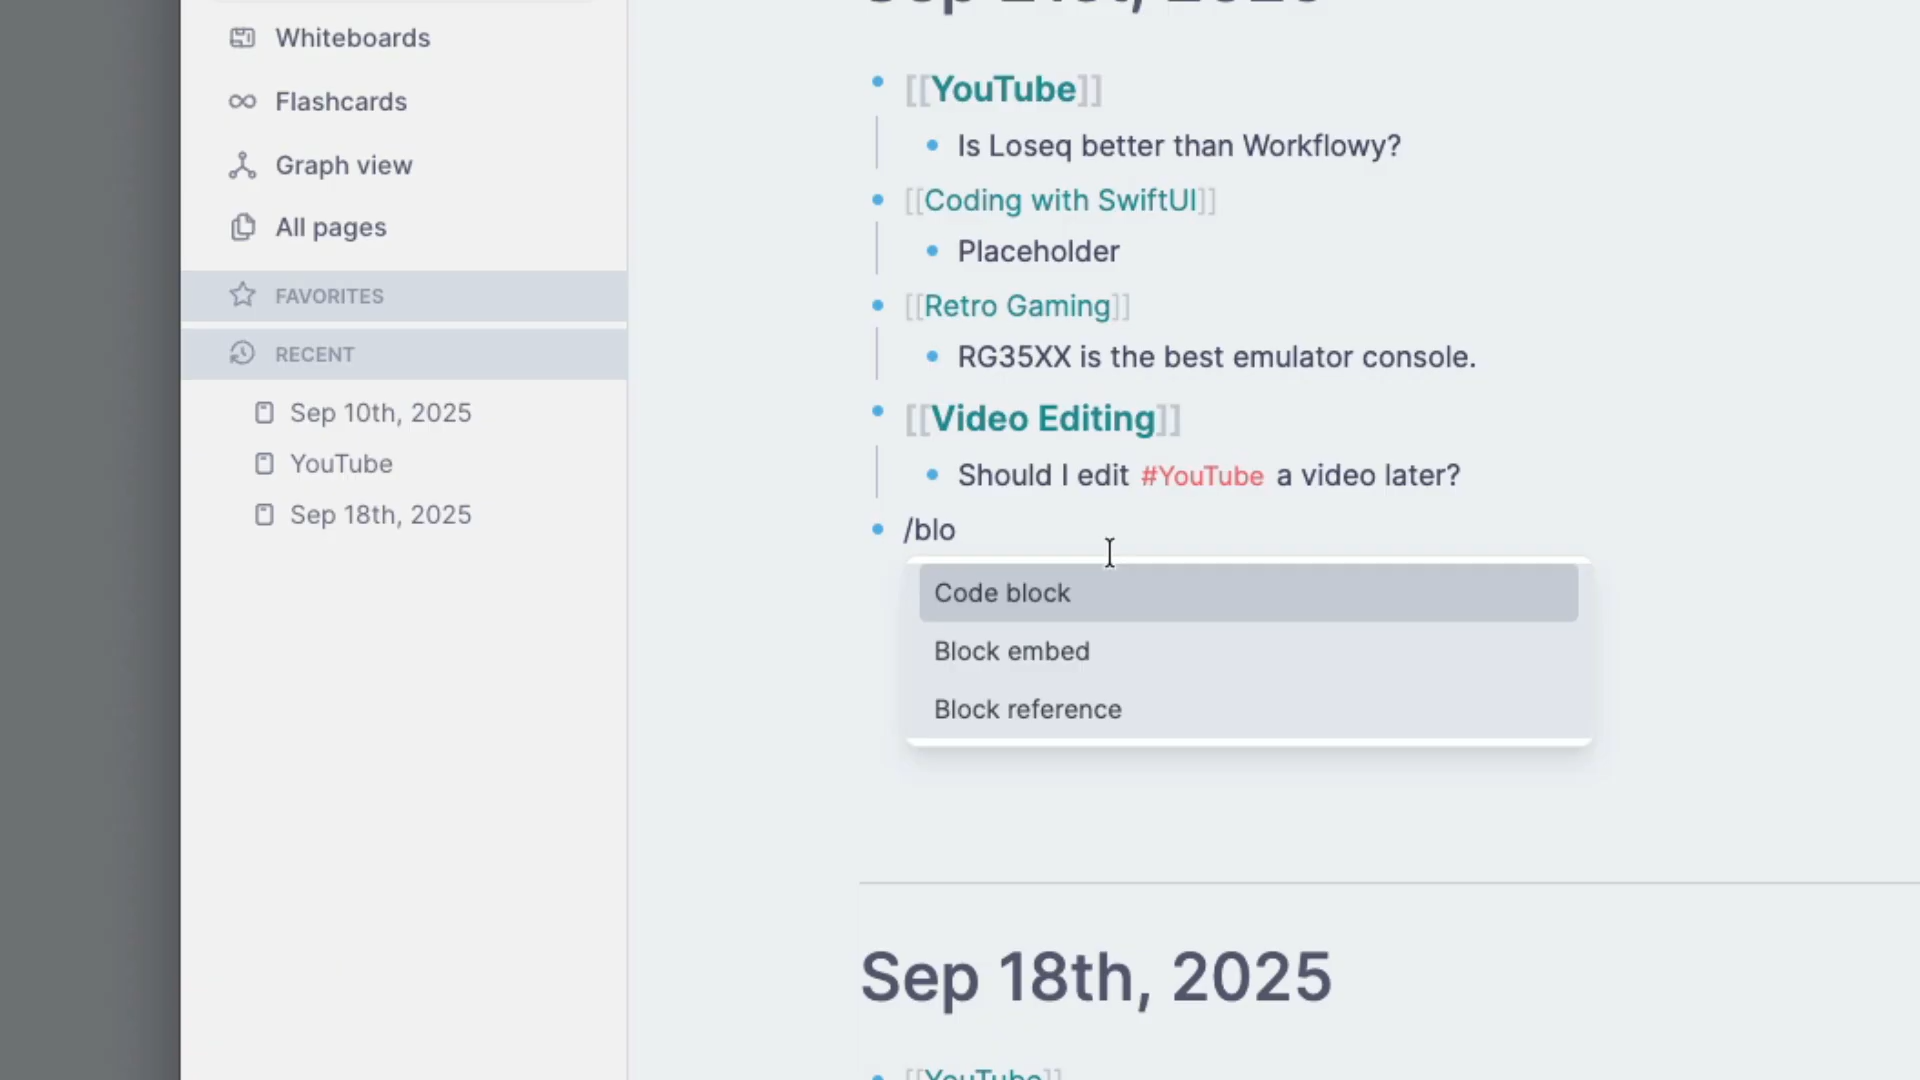 Whiteboards
Flashcards
Graph view
All pages
FAVORITES
RECENT
Sep 10th, 2025
YouTube
Sep 18th, 2025
[[YouTube]]
Is Loseq better than Workflowy?
[[Coding with SwiftUI]]
Placeholder
[[Retro Gaming]]
RG35XX is the best emulator console.
[[Video Editing]]
Should I edit #YouTube a video later?
/blo
Code block
Block embed
Block reference
Sep 18th, 2025
[[YouTube]]